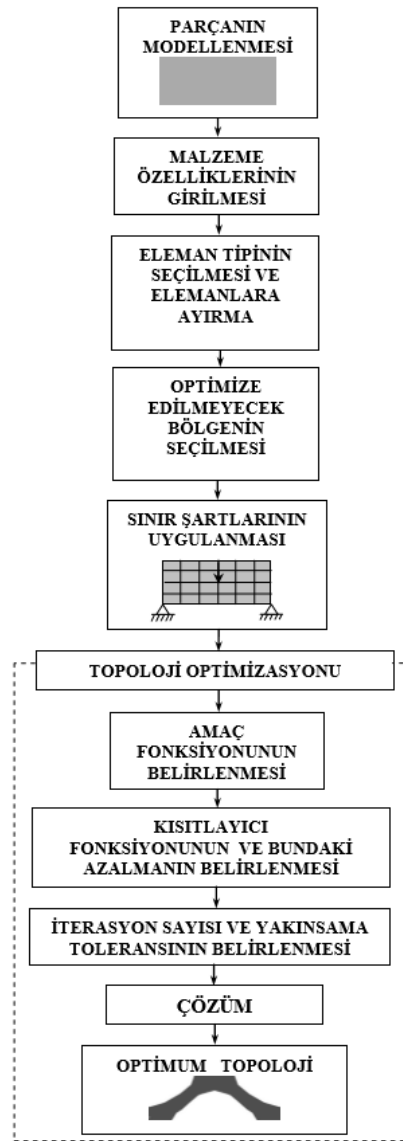 PARÇANIN
MODELLENMESİ
MALZEME
ÖZELLİKLERİNİN
GİRİLMESİ
ELEMAN TİPİNİN
SEÇİLMESİ VE
ELEMANLARA
AYIRMA
OPTİMİZE
EDİLMEYECEK
BÖLGENİN
SEÇİLMESİ
SINIR ŞARTLARININ
UYGULANMASI
TOPOLOJİ OPTİMİZASYONU
AMAÇ
FONKSİYONUNUN
BELİRLENMESİ
KISITLAYICI
FONKSİYONUNUN VE BUNDAKİ
AZALMANIN BELİRLENMESİ
İTERASYON SAYISI VE YAKINSAMA
TOLERANSININ BELİRLENMESİ
ÇÖZÜM
OPTİMUM TOPOLOJİ